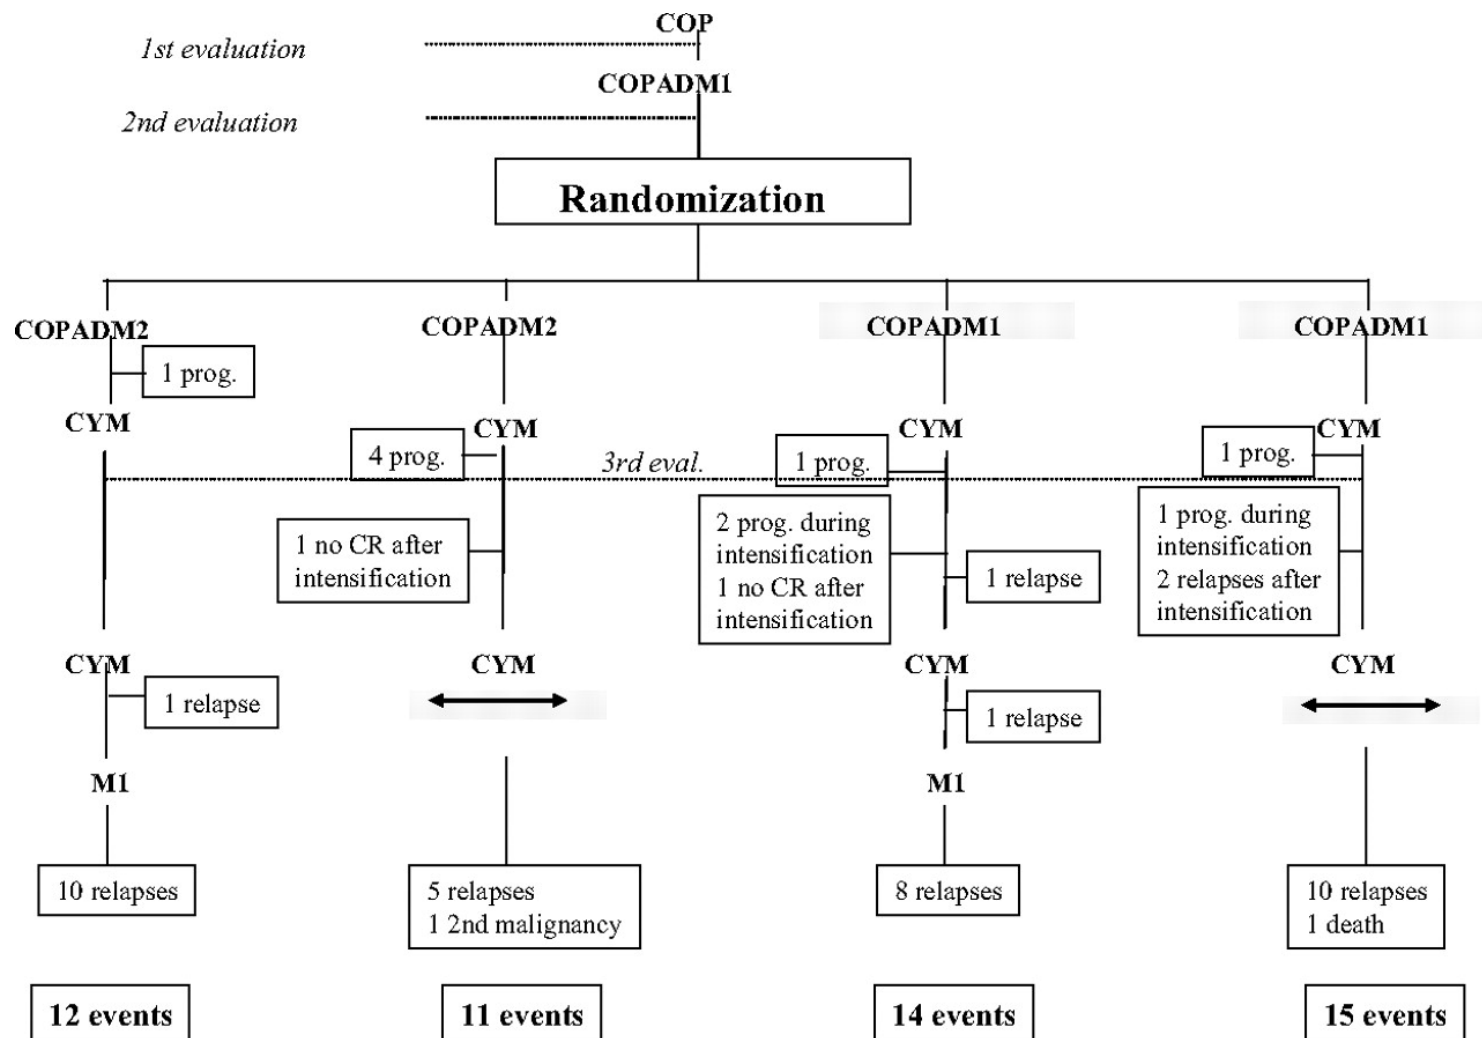 COP
1st evaluation
COPADM1
2nd evaluation
Randomization
COPADM2
COPADM2
COPADM1
COPADM1
1 prog.
CYM
CYM
CYM
CYM
4 prog.
3rd eval.
1 prog.
1 prog.
1 no CR after
intensification
2 prog. during
intensification
1 no CR after
intensification
1 relapse
1 prog. during
intensification
2 relapses after
intensification
CYM
CYM
CYM
CYM
1 relapse
1 relapse
M1
M1
10 relapses
5 relapses
1 2nd malignancy
8 relapses
10 relapses
1 death
12 events
11 events
14 events
15 events